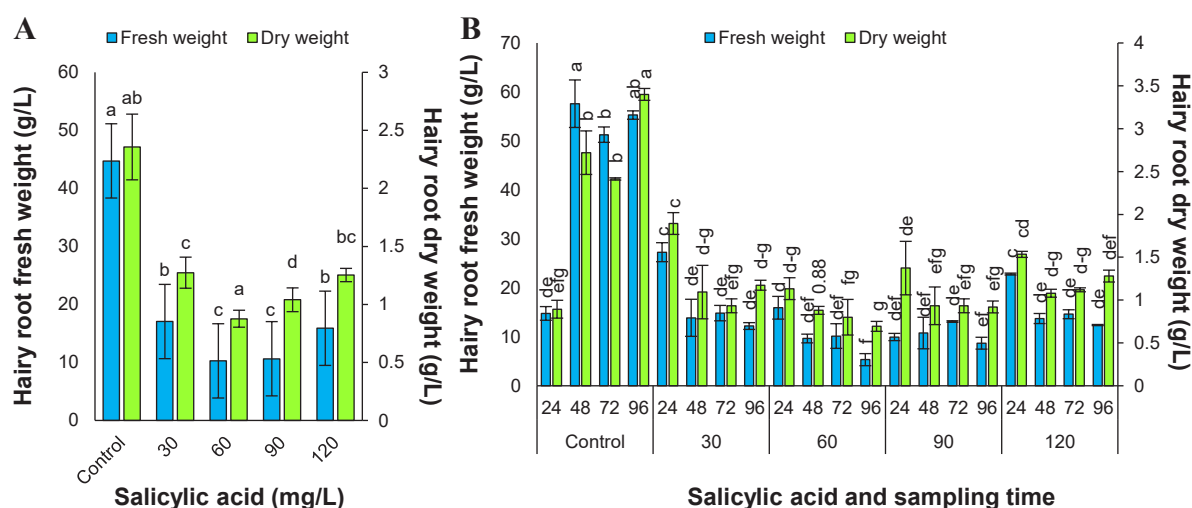 A
Fresh weight Dry weight
Hairy root fresh weight (g/L)
60
50
40
30
20
10
0
a ab
b c
c a
c d
b bc
3
2.5
2
1.5
1
0.5
0
Hairy root dry weight (g/L)
Control 30 60 90 120
Salicylic acid (mg/L)
B
Fresh weight Dry weight
Hairy root fresh weight (g/L)
70
60
50
40
30
20
10
0
de efg a b b b ab a
c c de d-g de efg de d-g
d d-g def 0.88 def fg f g
def de def efg de efg ef efg
c cd de d-g de d-g de def
4
3.5
3
2.5
2
1.5
1
0.5
0
Hairy root dry weight (g/L)
24 48 72 96 24 48 72 96 24 48 72 96 24 48 72 96 24 48 72 96
Control 30 60 90 120
Salicylic acid and sampling time